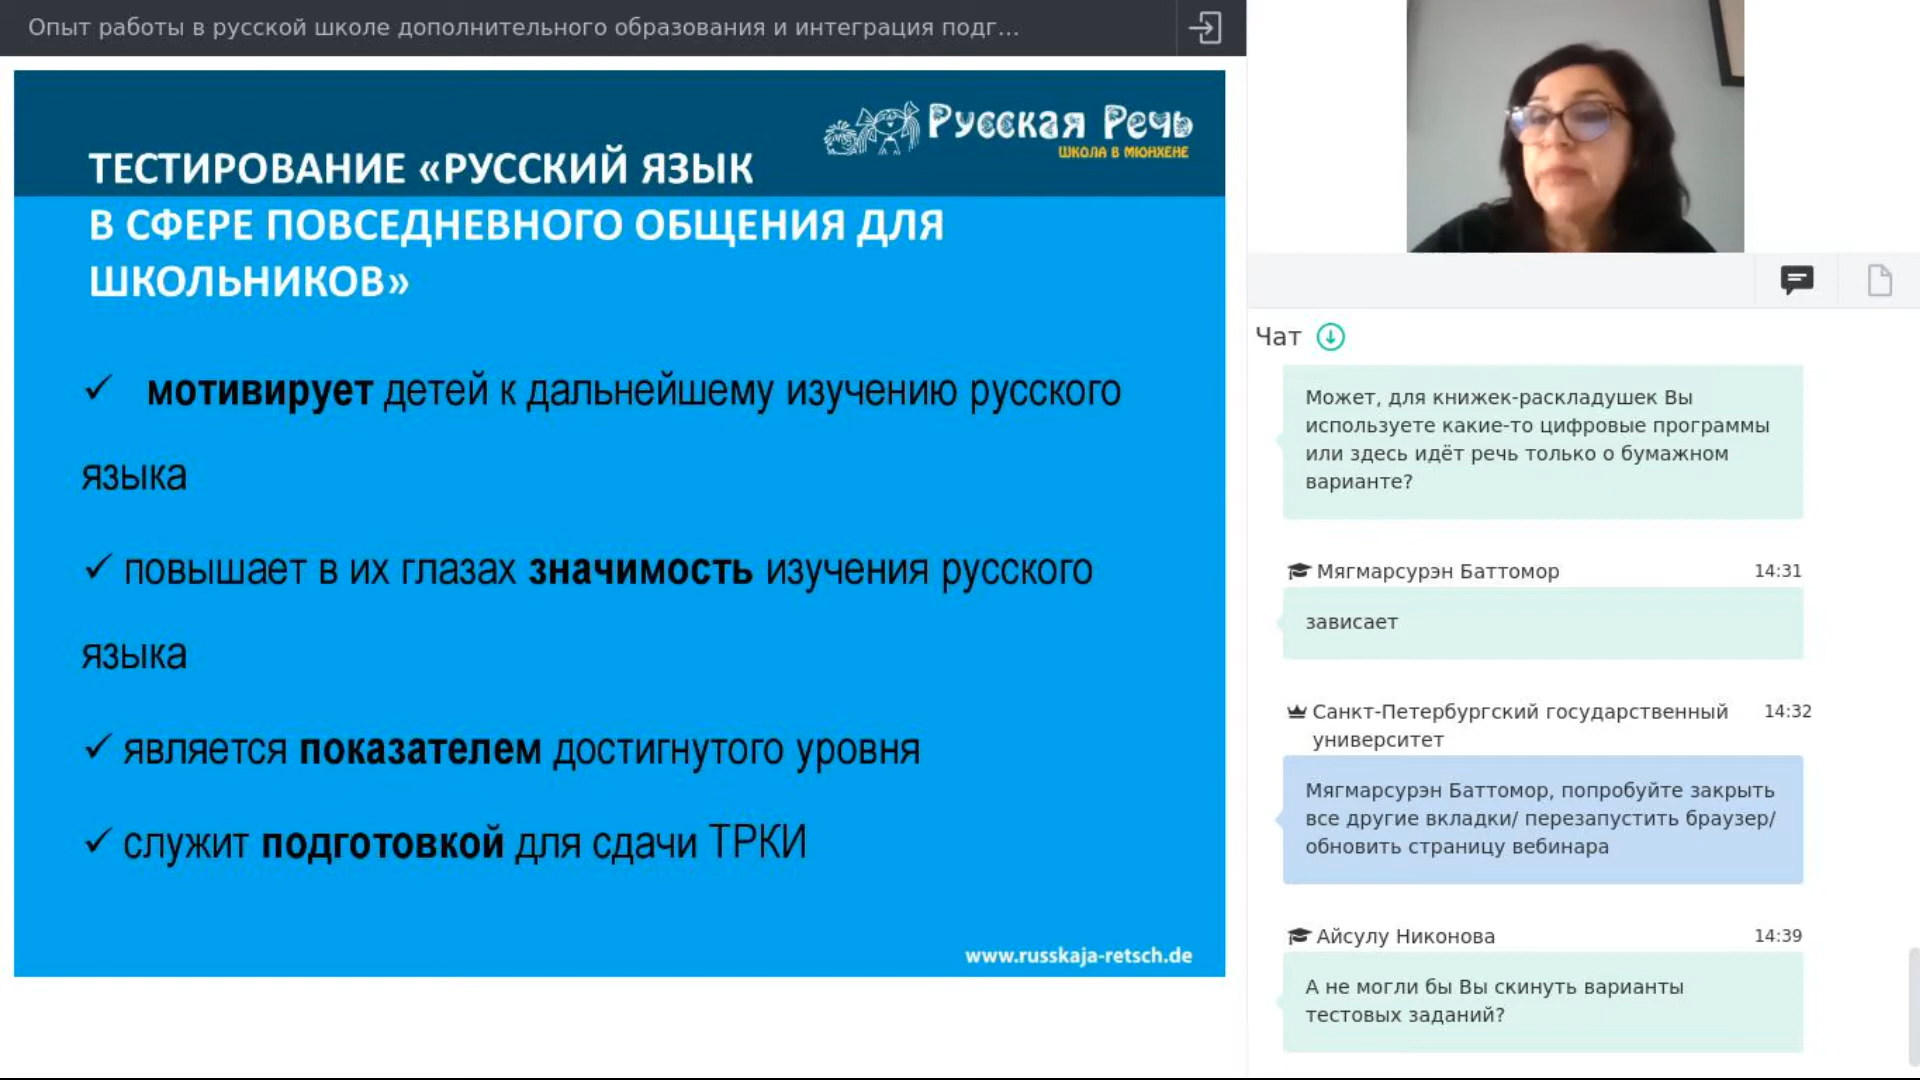 Опыт работы в русской школе дополнительного образования и интеграция подг...
Русская Речь
ШКОЛА В МЮНХЕНЕ
ТЕСТИРОВАНИЕ «РУССКИЙ ЯЗЫК
В СФЕРЕ ПОВСЕДНЕВНОГО ОБЩЕНИЯ ДЛЯ
ШКОЛЬНИКОВ»
✓ мотивирует детей к дальнейшему изучению русского
языка
✓ повышает в их глазах значимость изучения русского
языка
✓ является показателем достигнутого уровня
✓ служит подготовкой для сдачи ТРКИ
www.russkaja-retsch.de
Чат
Может, для книжек-раскладушек Вы
используете какие-то цифровые программы
или здесь идёт речь только о бумажном
варианте?
Мягмарсурэн Баттомор 14:31
зависает
Санкт-Петербургский государственный 14:32
университет
Мягмарсурэн Баттомор, попробуйте закрыть
все другие вкладки/ перезапустить браузер/
обновить страницу вебинара
Айсулу Никонова 14:39
А не могли бы Вы скинуть варианты
тестовых заданий?